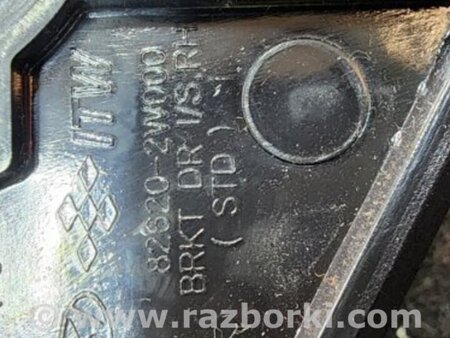 ITW
82620-2W000
BRKT DR I/S,RH
( STD )
www.razborki.com